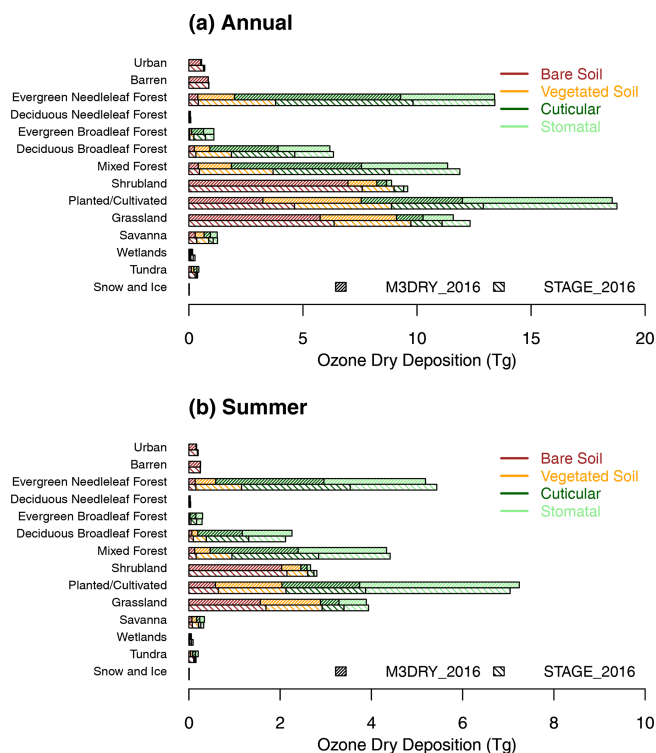 (a) Annual
Urban
Barren
Evergreen Needleleaf Forest
Deciduous Needleleaf Forest
Evergreen Broadleaf Forest
Deciduous Broadleaf Forest
Mixed Forest
Shrubland
Planted/Cultivated
Grassland
Savanna
Wetlands
Tundra
Snow and Ice
Bare Soil
Vegetated Soil
Cuticular
Stomatal
M3DRY_2016 STAGE_2016
0 5 10 15 20
Ozone Dry Deposition (Tg)
(b) Summer
Urban
Barren
Evergreen Needleleaf Forest
Deciduous Needleleaf Forest
Evergreen Broadleaf Forest
Deciduous Broadleaf Forest
Mixed Forest
Shrubland
Planted/Cultivated
Grassland
Savanna
Wetlands
Tundra
Snow and Ice
Bare Soil
Vegetated Soil
Cuticular
Stomatal
M3DRY_2016 STAGE_2016
0 2 4 6 8 10
Ozone Dry Deposition (Tg)